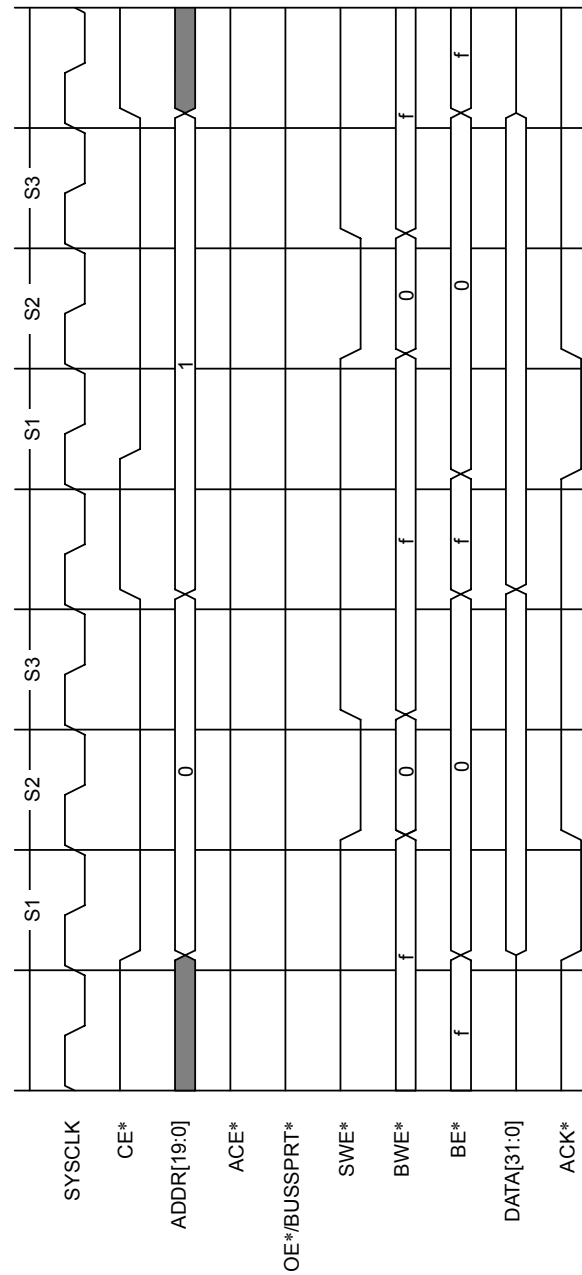 S1 S2 S3 S1 S2 S3
SYSCLK
CE*
ADDR[19:0] 0 1
ACE*
OE*/BUSSPRT*
SWE*
BWE* f 0 f 0 f
BE* f 0 f 0 f
DATA[31:0]
ACK*